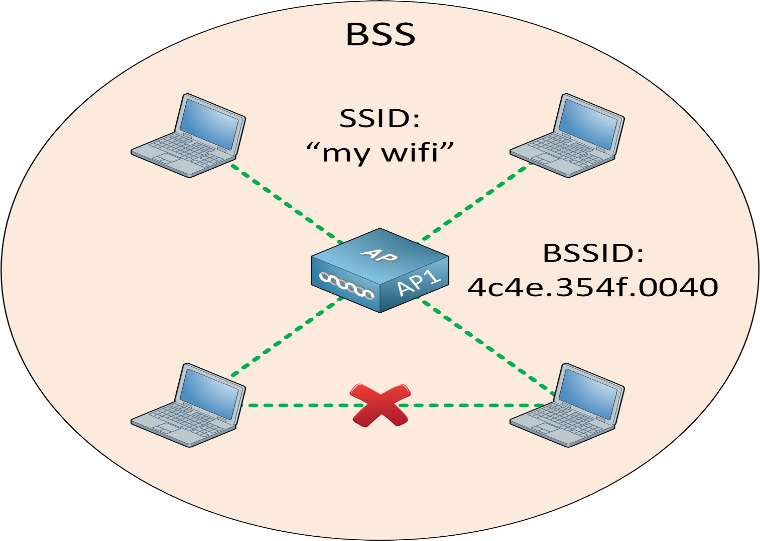 BSS
SSID:
“my wifi”
AP
AP1
BSSID:
4c4e.354f.0040